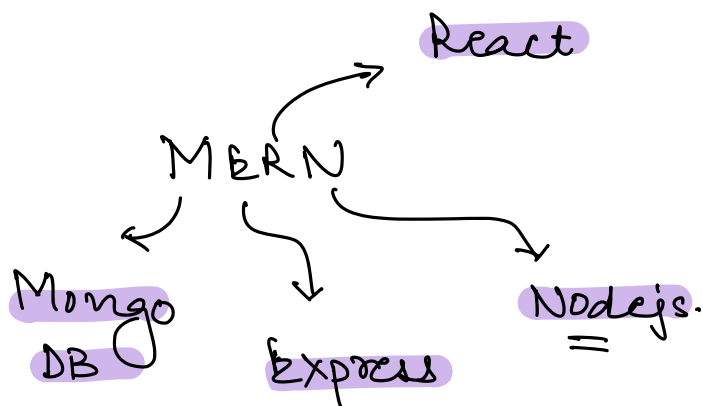 React
MERN
Mongo
DB
Express
Nodejs.